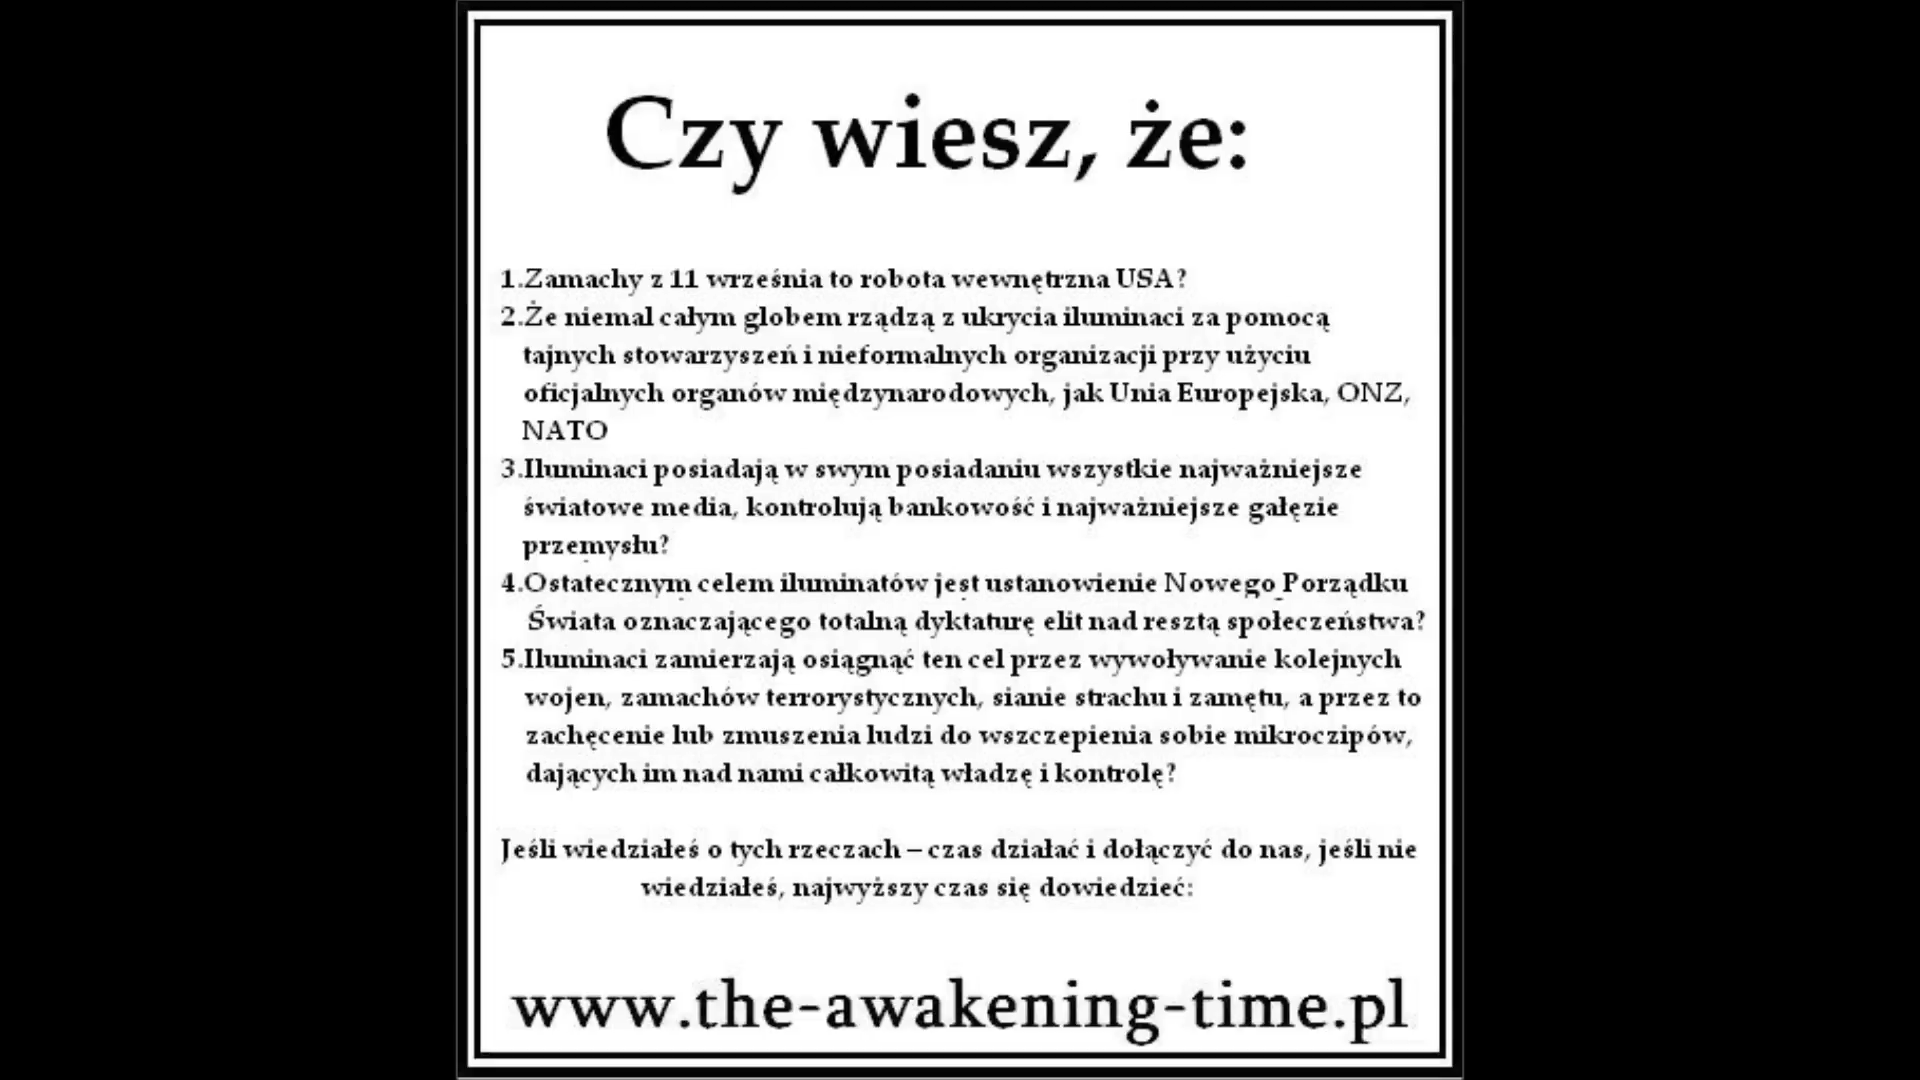 Czy wiesz, że:
1.Zamachy z 11 września to robota wewnętrzna USA?
2.Że niemal całym globem rządzą z ukrycia iluminaci za pomocą
tajnych stowarzyszeń i nieformalnych organizacji przy użyciu
oficjalnych organów międzynarodowych, jak Unia Europejska, ONZ,
NATO
3.Iluminaci posiadają w swym posiadaniu wszystkie najważniejsze
światowe media, kontrolują bankowość i najważniejsze gałęzie
przemysłu?
4.Ostatecznym celem iluminatów jest ustanowienie Nowego Porządku
Świata oznaczającego totalną dyktaturę elit nad resztą społeczeństwa?
5.Iluminaci zamierzają osiągnąć ten cel przez wywoływanie kolejnych
wojen, zamachów terrorystycznych, sianie strachu i zamętu, a przez to
zachęcenie lub zmuszenia ludzi do wszczepienia sobie mikroczipów,
dających im nad nami całkowitą władzę i kontrolę?
Jeśli wiedziałeś o tych rzeczach – czas działać i dołączyć do nas, jeśli nie
wiedziałeś, najwyższy czas się dowiedzieć:
www.the-awakening-time.pl